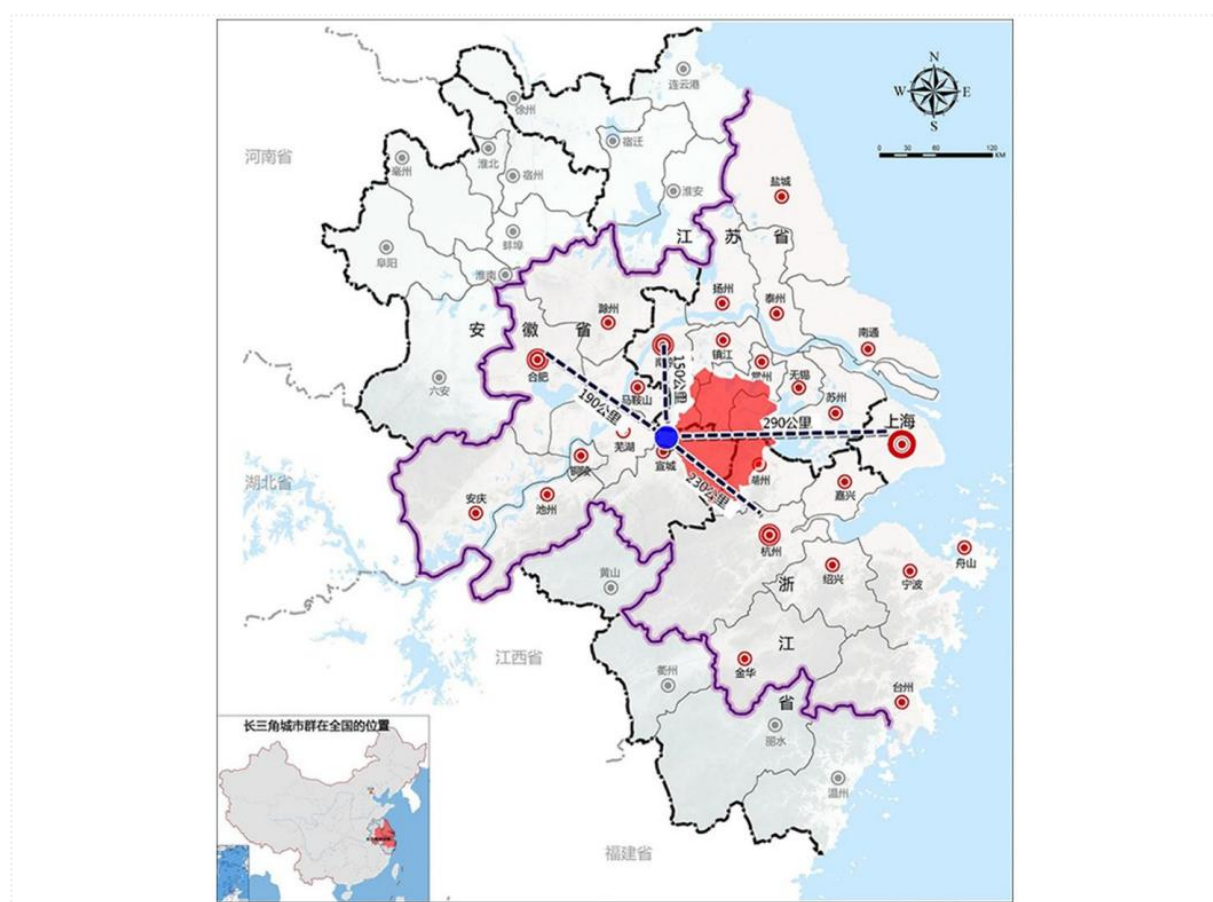 连云港
N
W
E
S
徐州
河南省
宿迁
0 30 60 120
KM
淮北
亳州
宿州
淮安
盐城
蚌埠
江苏省
阜阳
淮南
扬州
泰州
滁州
安徽省
南通
镇江
合肥
150公里
常州
无锡
六安
马鞍山
190公里
苏州
290公里
上海
芜湖
宣城
铜陵
湖州
湖北省
230公里
嘉兴
安庆
池州
杭州
舟山
黄山
绍兴
宁波
浙江省
江西省
金华
衢州
台州
长三角城市群在全国的位置
丽水
温州
福建省